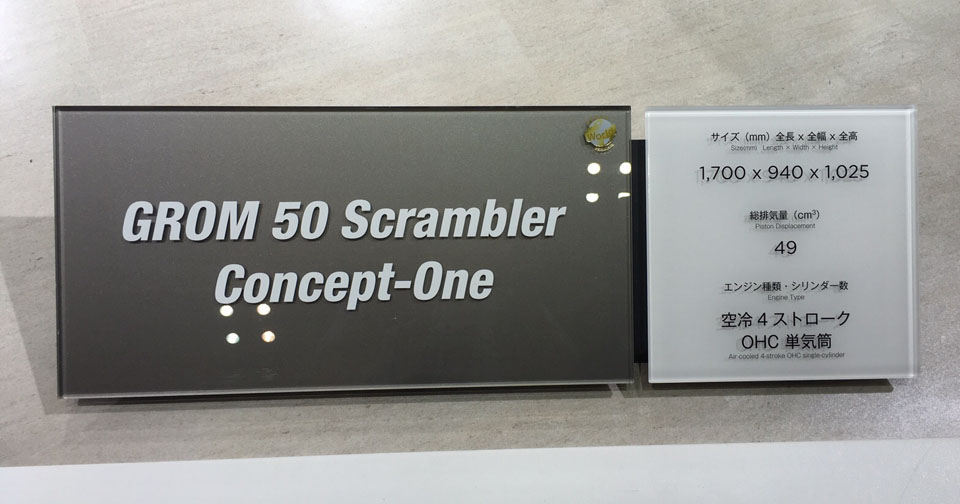 GROM 50 Scrambler
Concept-One
World
サイズ（mm）全長 x 全幅 x 全高
Size(mm) Length × Width × Height
1,700 x 940 x 1,025
総排気量（cm³）
Piston Displacement
49
エンジン種類・シリンダー数
Engine Type
空冷 4 ストローク
OHC 単気筒
Air-cooled 4-stroke OHC single-cylinder